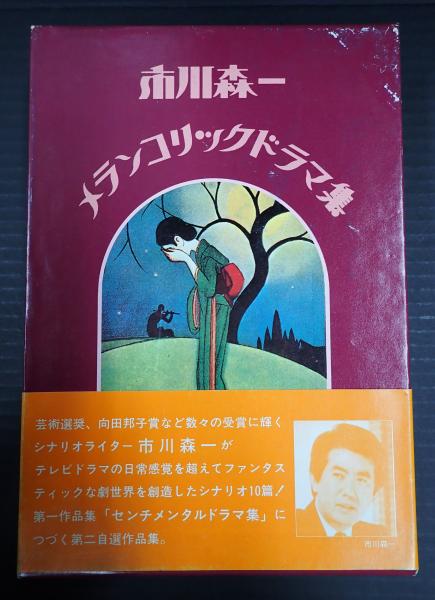 市川森一
メランコリックドラマ集
芸術選奨、向田邦子賞など数々の受賞に輝く
シナリオライター市川森一が
テレビドラマの日常感覚を超えてファンタス
ティックな劇世界を創造したシナリオ10篇!
第一作品集「センチメンタルドラマ集」に
つづく第二自選作品集。
市川森一